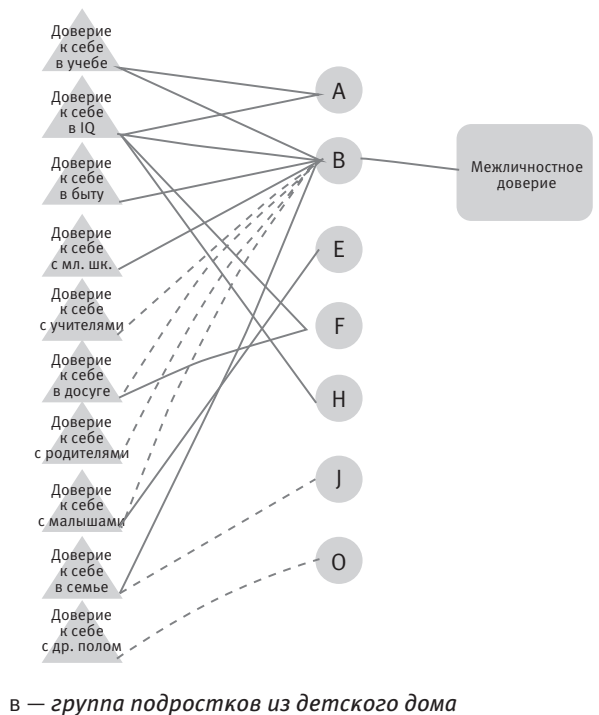 Доверие
к себе
в учебе
Доверие
к себе
в IQ
Доверие
к себе
в быту
Доверие
к себе
с мл. шк.
Доверие
к себе
с учителями
Доверие
к себе
в досуге
Доверие
к себе
с родителями
Доверие
к себе
с малышами
Доверие
к себе
в семье
Доверие
к себе
с др. полом
A
B
E
F
H
J
O
Межличностное
доверие
в — группа подростков из детского дома